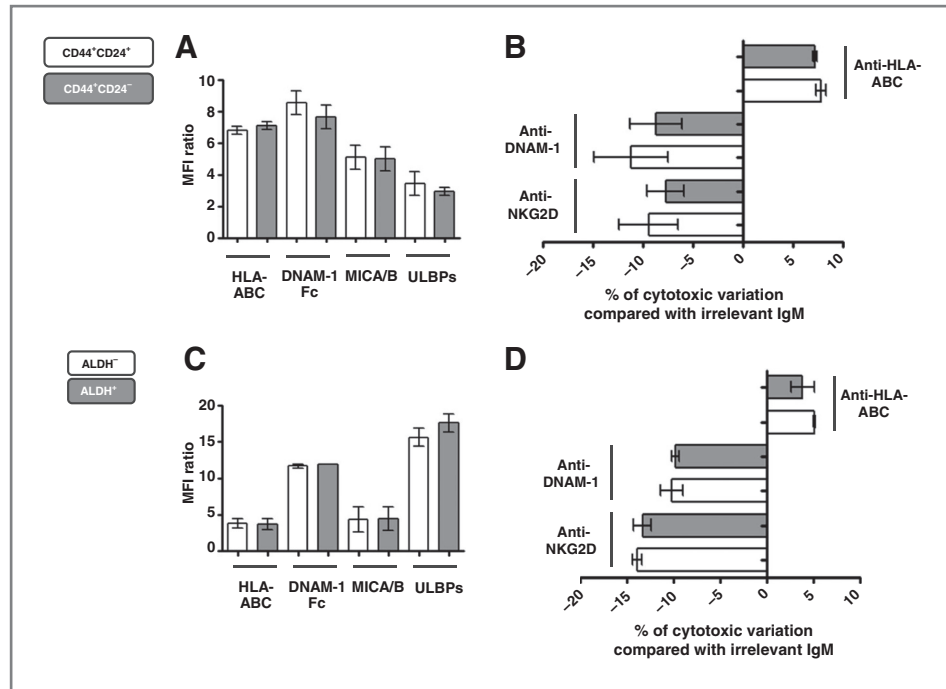 CD44⁺CD24⁺
CD44⁺CD24⁻
A
MFI ratio
10
8
6
4
2
0
HLA-
ABC
DNAM-1
Fc
MICA/B
ULBPs
B
Anti-HLA-
ABC
Anti-
DNAM-1
Anti-
NKG2D
−20 −15 −10 −5 0 5 10
% of cytotoxic variation
compared with irrelevant IgM
ALDH⁻
ALDH⁺
C
MFI ratio
20
15
10
5
0
HLA-
ABC
DNAM-1
Fc
MICA/B
ULBPs
D
Anti-HLA-
ABC
Anti-
DNAM-1
Anti-
NKG2D
−20 −15 −10 −5 0 5 10
% of cytotoxic variation
compared with irrelevant IgM